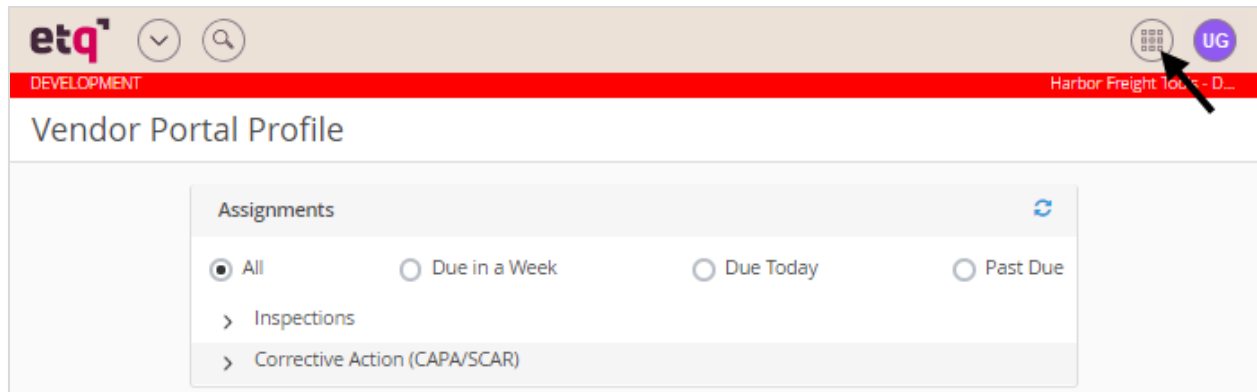 etq UG
DEVELOPMENT Harbor Freight Tools - D...
Vendor Portal Profile
Assignments
All Due in a Week Due Today Past Due
Inspections
Corrective Action (CAPA/SCAR)